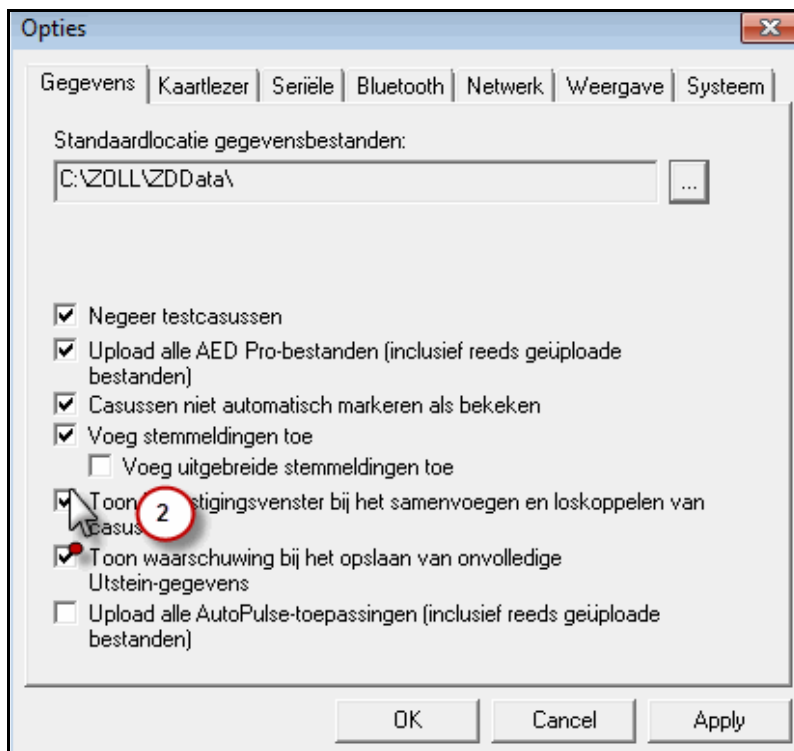 Opties
Gegevens Kaartlezer Seriële Bluetooth Netwerk Weergave Systeem
Standaardlocatie gegevensbestanden:
C:\ZOLL\ZDData\
...
Negeer testcasussen
Upload alle AED Pro-bestanden (inclusief reeds geüploade
bestanden)
Casussen niet automatisch markeren als bekeken
Voeg stemmeldingen toe
Voeg uitgebreide stemmeldingen toe
Toon 2 stigingsvenster bij het samenvoegen en loskoppelen van
casus
Toon waarschuwing bij het opslaan van onvolledige
Utstein-gegevens
Upload alle AutoPulse-toepassingen (inclusief reeds geüploade
bestanden)
OK Cancel Apply